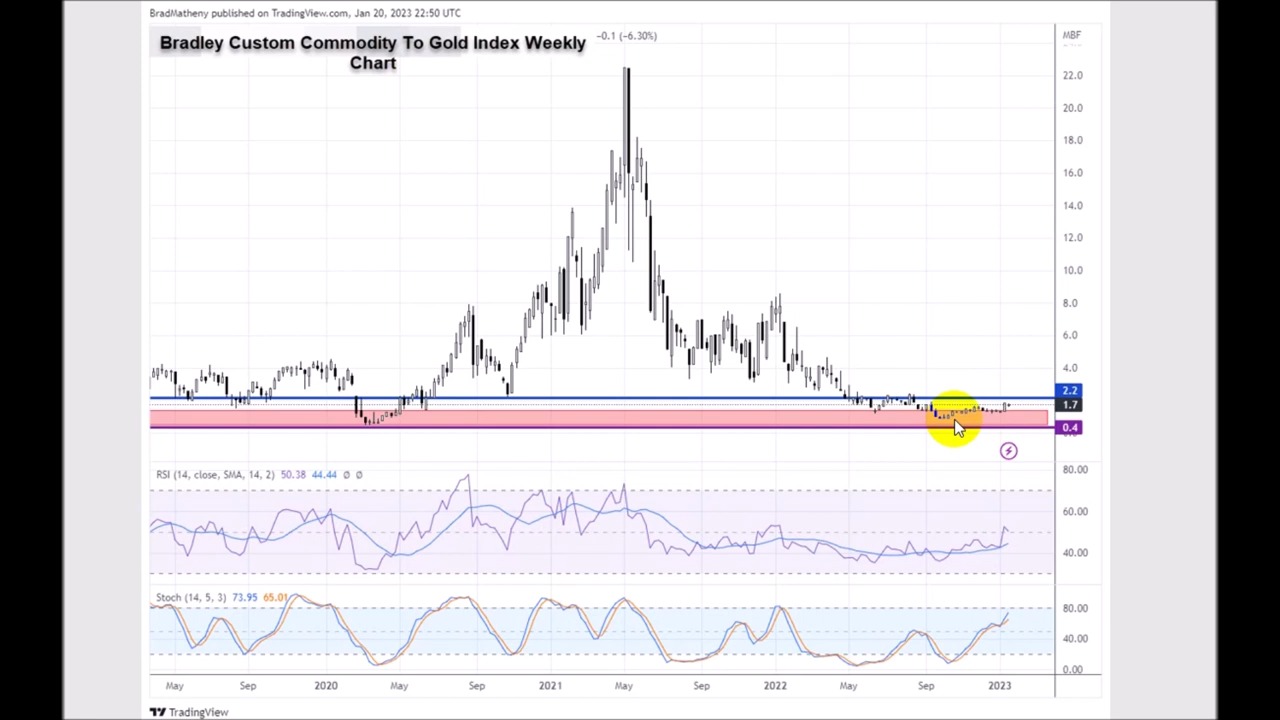 BradMatheny published on TradingView.com, Jan 20, 2023 22:50 UTC
Bradley Custom Commodity To Gold Index Weekly
Chart
−0.1 (−6.30%)
MBF
22.0
20.0
18.0
16.0
14.0
12.0
10.0
8.0
6.0
4.0
2.2
1.7
0.4
RSI (14, close, SMA, 14, 2) 50.38 44.44 Ø Ø
80.00
60.00
40.00
Stoch (14, 5, 3) 73.95 65.01
80.00
40.00
0.00
May Sep 2020 May Sep 2021 May Sep 2022 May Sep 2023
TradingView